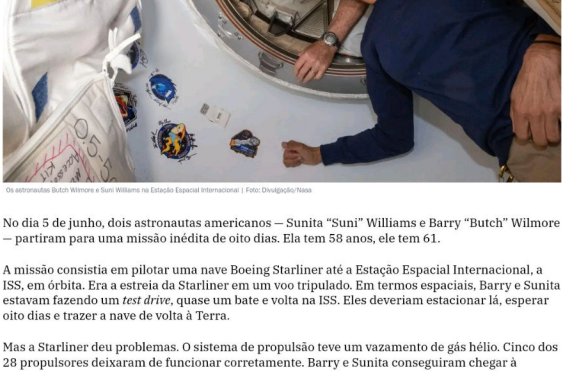 Os astronautas Butch Wilmore e Suni Williams na Estação Espacial Internacional | Foto: Divulgação/Nasa
No dia 5 de junho, dois astronautas americanos — Sunita “Suni” Williams e Barry “Butch” Wilmore
— partiram para uma missão inédita de oito dias. Ela tem 58 anos, ele tem 61.
A missão consistia em pilotar uma nave Boeing Starliner até a Estação Espacial Internacional, a
ISS, em órbita. Era a estreia da Starliner em um voo tripulado. Em termos espaciais, Barry e Sunita
estavam fazendo um test drive, quase um bate e volta na ISS. Eles deveriam estacionar lá, esperar
oito dias e trazer a nave de volta à Terra.
Mas a Starliner deu problemas. O sistema de propulsão teve um vazamento de gás hélio. Cinco dos
28 propulsores deixaram de funcionar corretamente. Barry e Sunita conseguiram chegar à